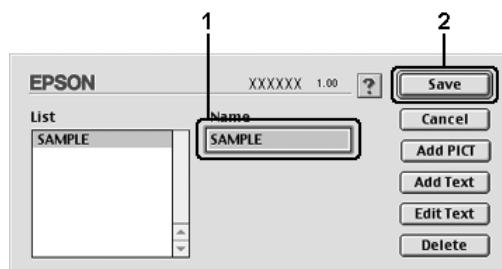 1 2
EPSON XXXXXX 1.00 ? Save
List Name Cancel
SAMPLE SAMPLE
Add PICT
Add Text
Edit Text
Delete